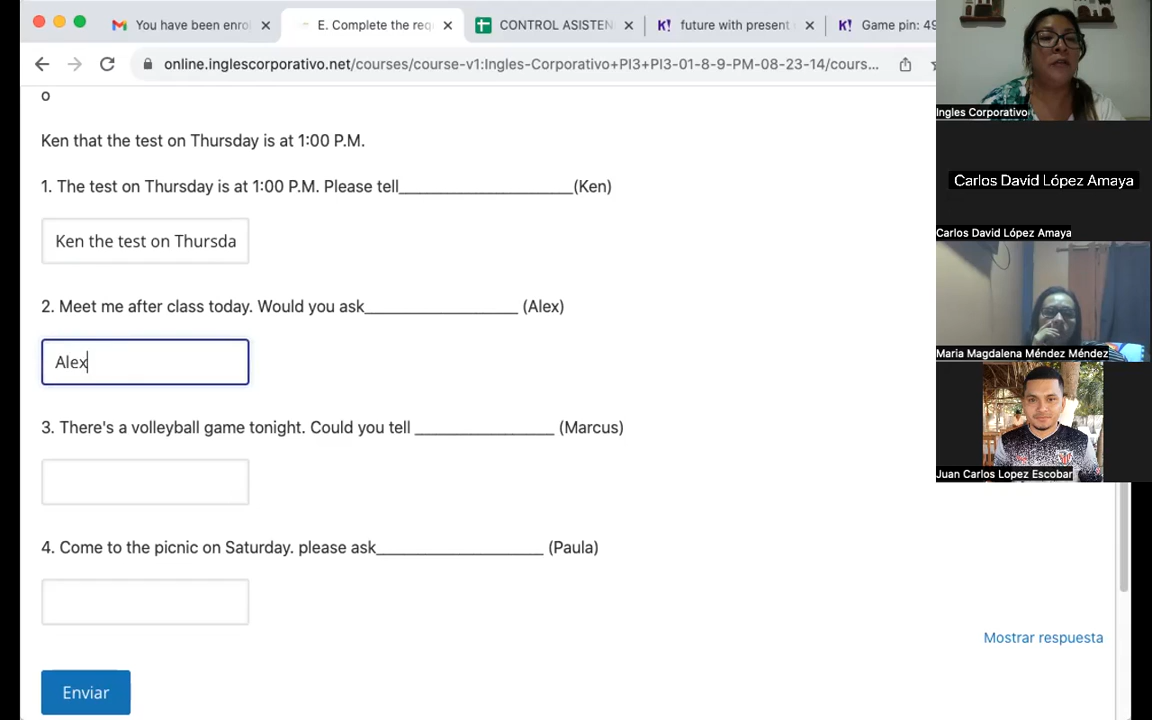 You have been enro
E. Complete the req
CONTROL ASISTEN
K! future with present
K! Game pin: 49
online.inglescorporativo.net/courses/course-v1:Ingles-Corporativo+PI3+PI3-01-8-9-PM-08-23-14/cours...
o
Ken that the test on Thursday is at 1:00 P.M.
1. The test on Thursday is at 1:00 P.M. Please tell____________________(Ken)
Ken the test on Thursda
2. Meet me after class today. Would you ask__________________ (Alex)
Alex
3. There's a volleyball game tonight. Could you tell ________________ (Marcus)
4. Come to the picnic on Saturday. please ask___________________ (Paula)
Mostrar respuesta
Enviar
Ingles Corporativo
Carlos David López Amaya
Carlos David López Amaya
Maria Magdalena Méndez Méndez
Juan Carlos Lopez Escobar